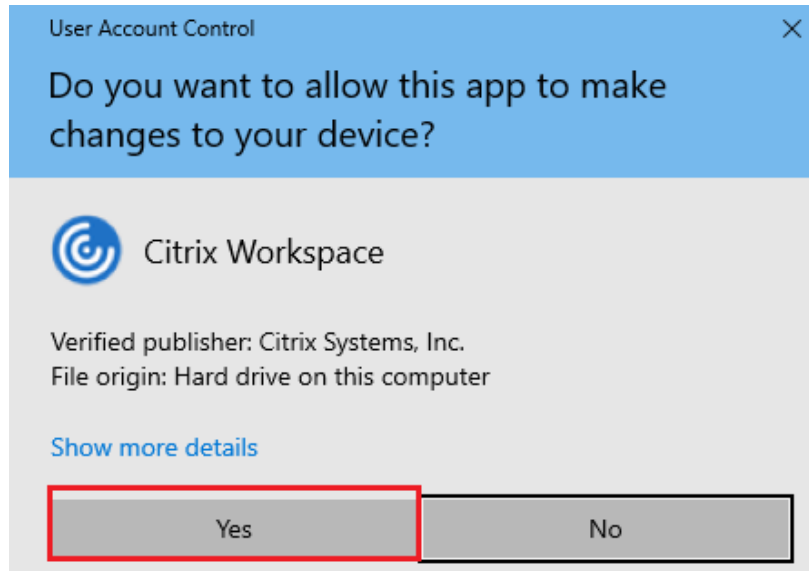 User Account Control
Do you want to allow this app to make
changes to your device?
Citrix Workspace
Verified publisher: Citrix Systems, Inc.
File origin: Hard drive on this computer
Show more details
Yes
No